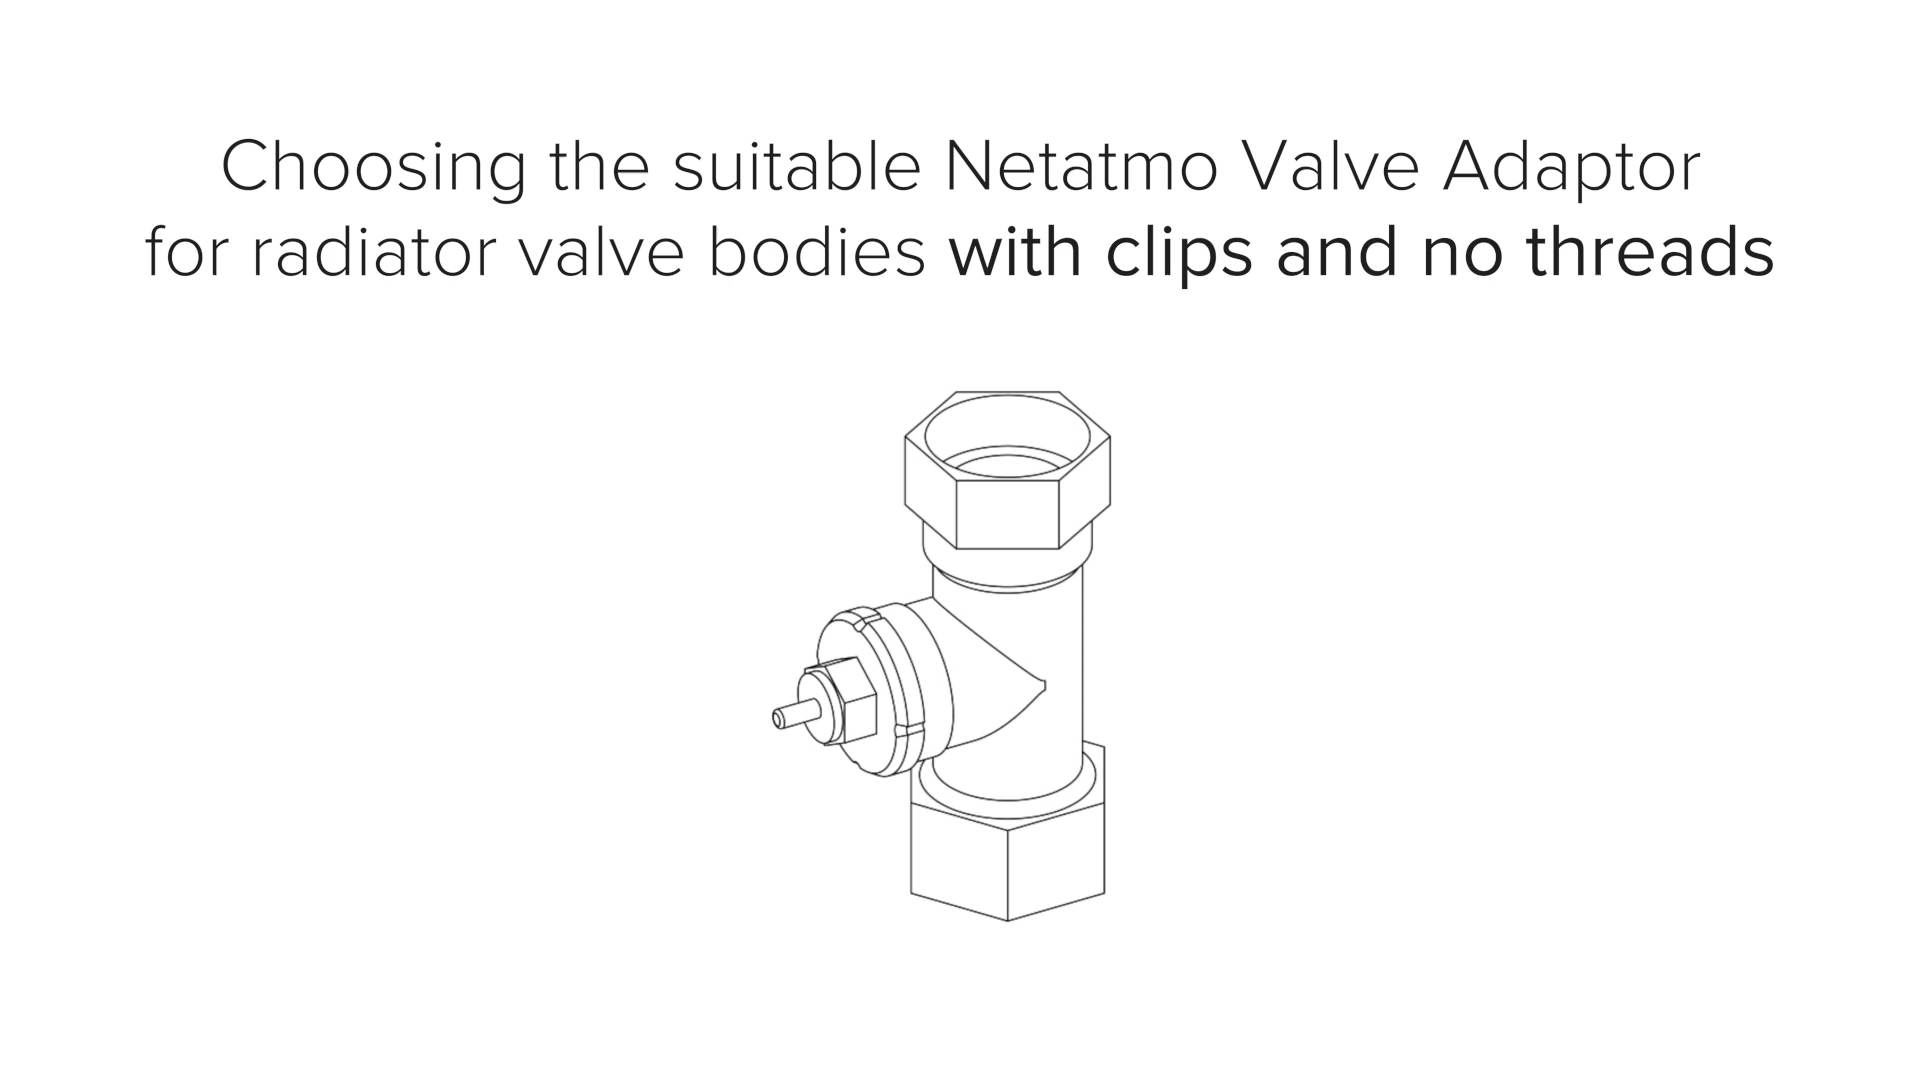 Choosing the suitable Netatmo Valve Adaptor
for radiator valve bodies with clips and no threads